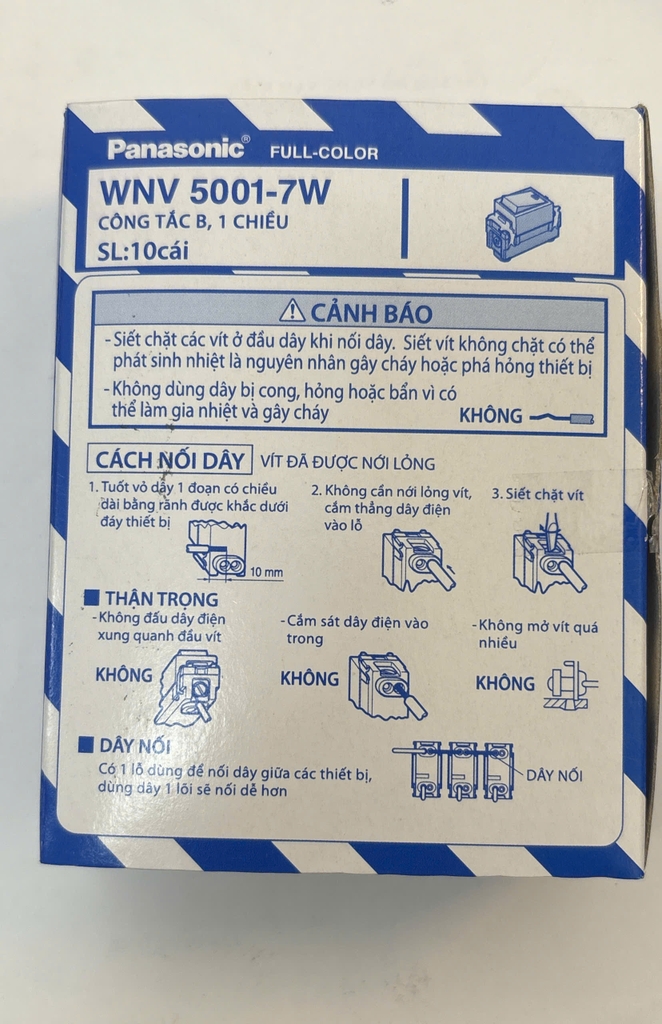 Panasonic® FULL-COLOR
WNV 5001-7W
CÔNG TẮC B, 1 CHIỀU
SL:10cái
⚠ CẢNH BÁO
-Siết chặt các vít ở đầu dây khi nối dây. Siết vít không chặt có thể
phát sinh nhiệt là nguyên nhân gây cháy hoặc phá hỏng thiết bị
-Không dùng dây bị cong, hỏng hoặc bẩn vì có
thể làm gia nhiệt và gây cháy
KHÔNG
CÁCH NỐI DÂY VÍT ĐÃ ĐƯỢC NỚI LỎNG
1. Tuốt vỏ dây 1 đoạn có chiều
dài bằng rãnh được khắc dưới
đáy thiết bị
10 mm
2. Không cần nới lỏng vít,
cắm thẳng dây điện
vào lỗ
3. Siết chặt vít
THẬN TRỌNG
-Không đấu dây điện
xung quanh đầu vít
KHÔNG
-Cắm sát dây điện vào
trong
KHÔNG
-Không mở vít quá
nhiều
KHÔNG
DÂY NỐI
Có 1 lỗ dùng để nối dây giữa các thiết bị,
dùng dây 1 lõi sẽ nối dễ hơn
DÂY NỐI